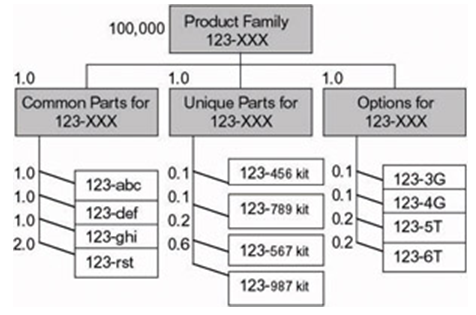 Product Family
123-XXX
100,000
1.0
1.0
1.0
Common Parts for
123-XXX
Unique Parts for
123-XXX
Options for
123-XXX
1.0
1.0
1.0
2.0
123-abc
123-def
123-ghi
123-rst
0.1
0.1
0.2
0.6
123-456 kit
123-789 kit
123-567 kit
123-987 kit
0.1
0.1
0.2
0.2
123-3G
123-4G
123-5T
123-6T